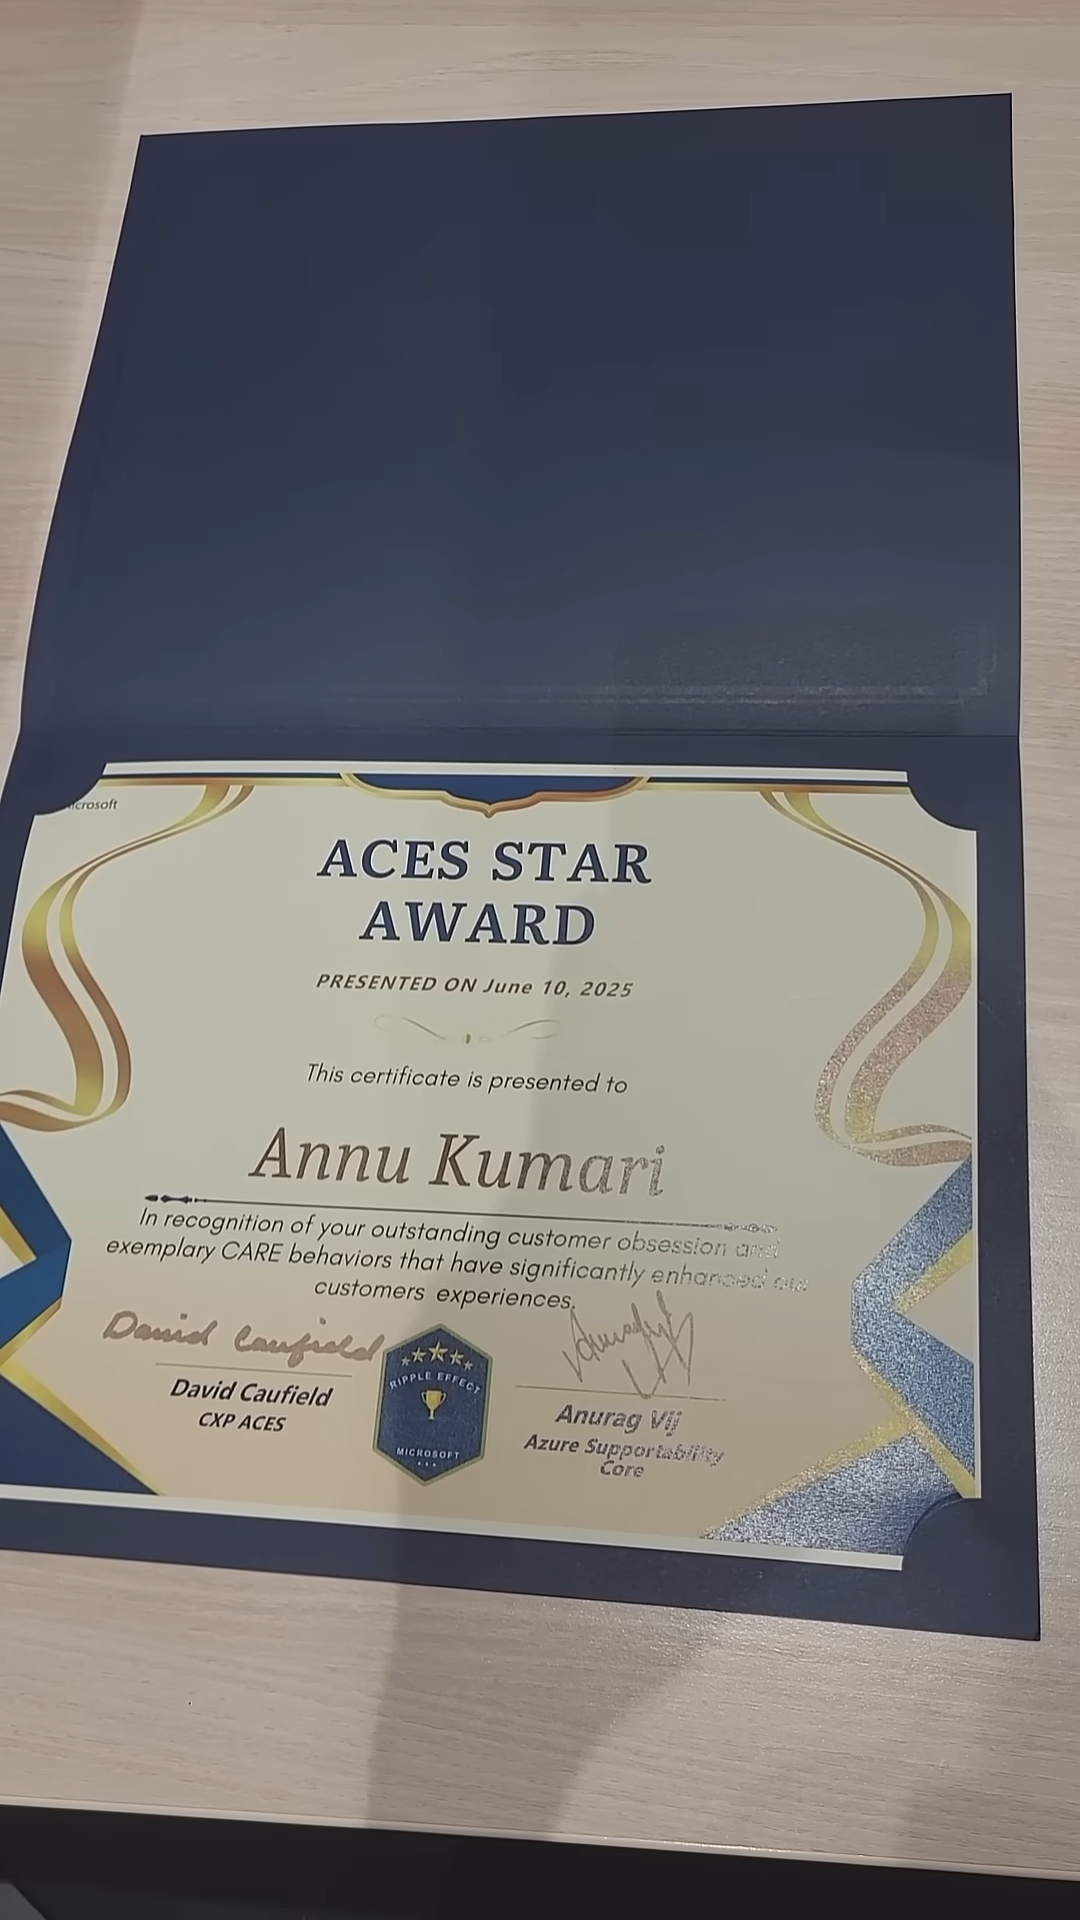 crosoft
ACES STAR
AWARD
PRESENTED ON June 10, 2025
This certificate is presented to
Annu Kumari
In recognition of your outstanding customer obsession and
exemplary CARE behaviors that have significantly enhanced our
customers experiences.
David Caufield
David Caufield
CXP ACES
RIPPLE EFFECT
MICROSOFT
Anurag Vij
Azure Supportability
Core